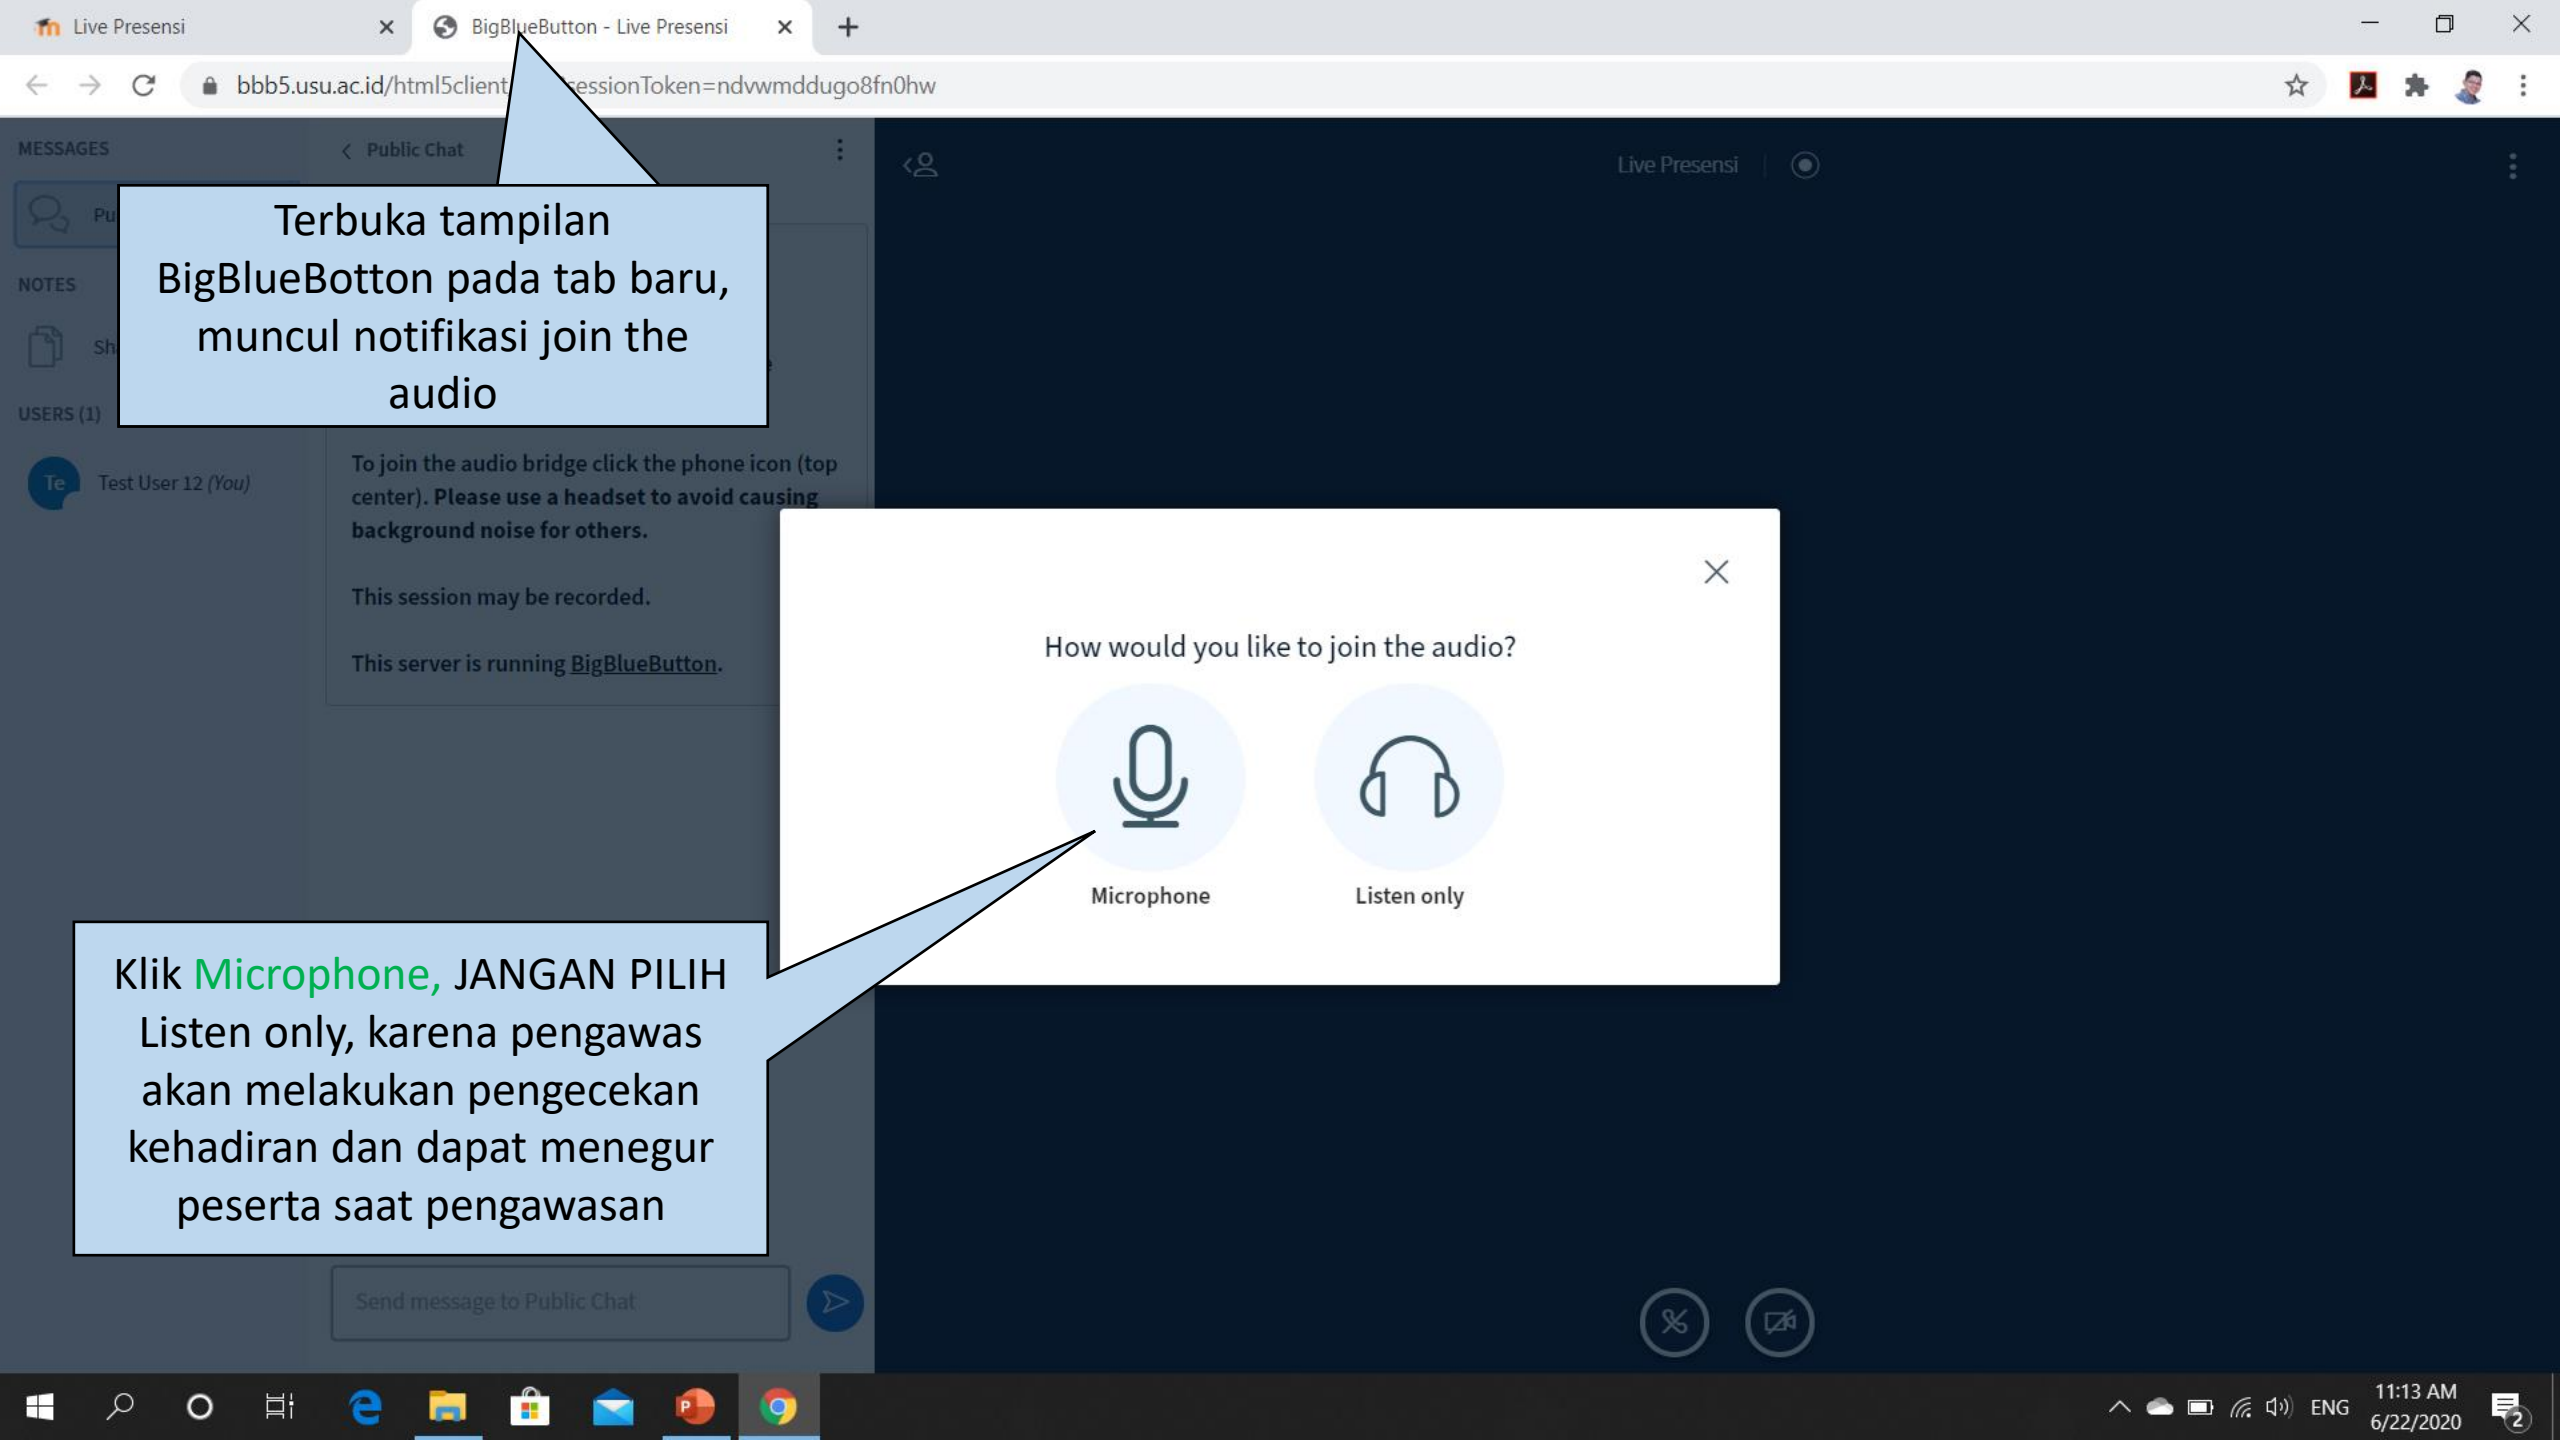 Live Presensi
BigBlueButton - Live Presensi
bbb5.usu.ac.id/html5client
essionToken=ndvwmddugo8fn0hw
MESSAGES
Public Chat
Live Presensi
Terbuka tampilan
BigBlueBotton pada tab baru,
muncul notifikasi join the
audio
NOTES
USERS (1)
Te
Test User 12 (You)
To join the audio bridge click the phone icon (top
center). Please use a headset to avoid causing
background noise for others.
This session may be recorded.
This server is running BigBlueButton.
How would you like to join the audio?
Microphone
Listen only
Klik Microphone, JANGAN PILIH
Listen only, karena pengawas
akan melakukan pengecekan
kehadiran dan dapat menegur
peserta saat pengawasan
Send message to Public Chat
ENG
11:13 AM
6/22/2020
2